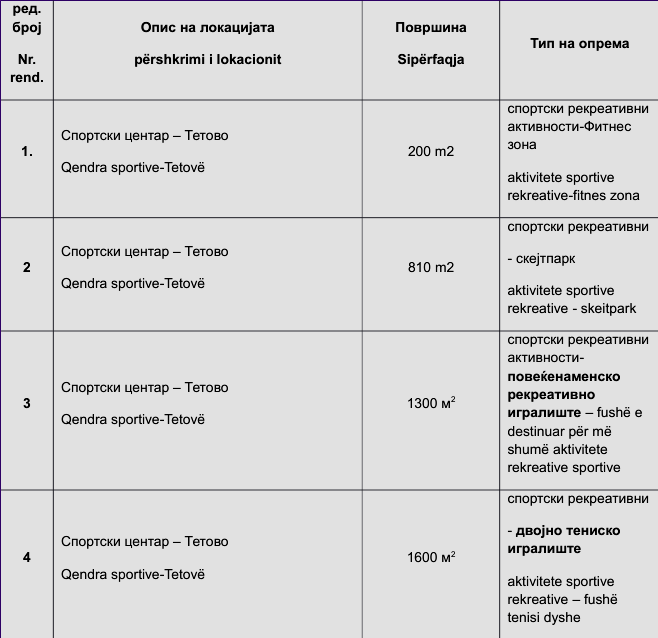 ред.
број
Nr.
rend.
Опис на локацијата
përshkrimi i lokacionit
Површина
Sipërfaqja
Тип на опрема
1.
Спортски центар – Тетово
Qendra sportive-Tetovë
200 m2
спортски рекреативни
активности-Фитнес
зона
aktivitete sportive
rekreative-fitnes zona
2
Спортски центар – Тетово
Qendra sportive-Tetovë
810 m2
спортски рекреативни
- скејтпарк
aktivitete sportive
rekreative - skeitpark
3
Спортски центар – Тетово
Qendra sportive-Tetovë
1300 м²
спортски рекреативни
активности-
повеќенаменско
рекреативно
игралиште – fushë e
destinuar për më
shumë aktivitete
rekreative sportive
4
Спортски центар – Тетово
Qendra sportive-Tetovë
1600 м²
спортски рекреативни
- двојно тениско
игралиште
aktivitete sportive
rekreative – fushë
tenisi dyshe